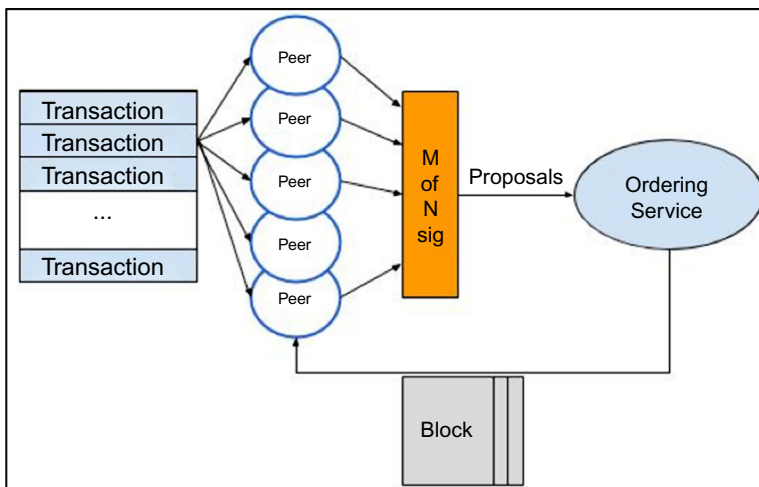 Transaction
Transaction
Transaction
...
Transaction
Peer
Peer
Peer
Peer
Peer
M
of
N
sig
Proposals
Ordering
Service
Block